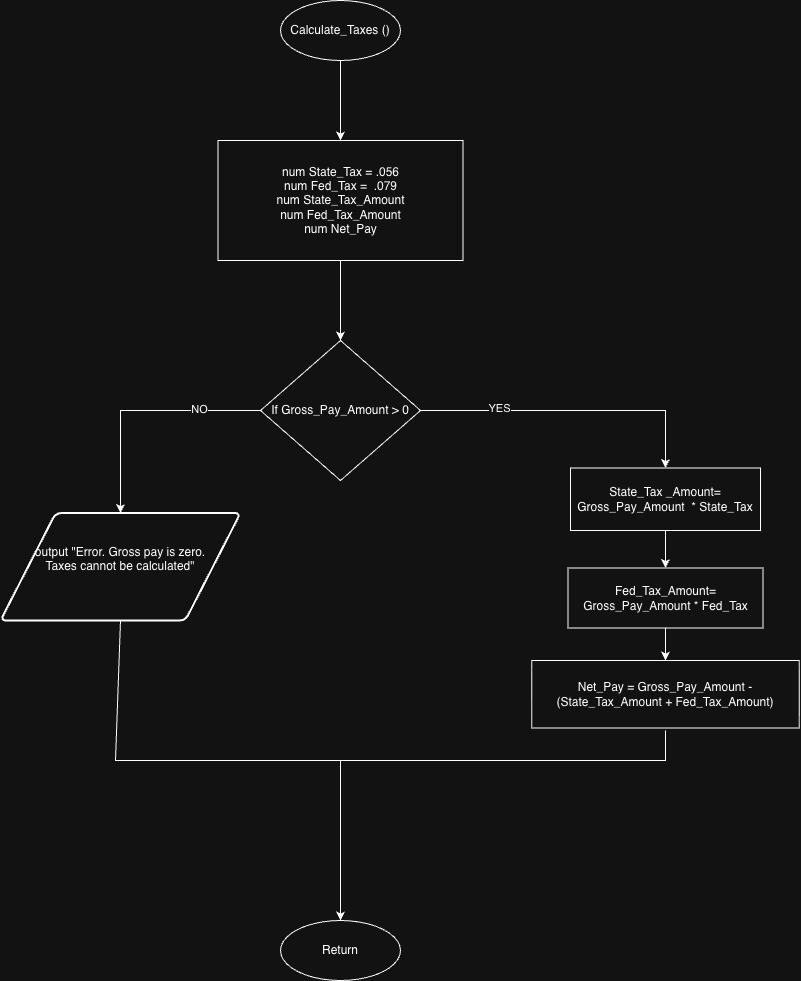 Calculate_Taxes ()
num State_Tax = .056
num Fed_Tax =  .079
num State_Tax_Amount
num Fed_Tax_Amount
num Net_Pay
If Gross_Pay_Amount > 0
NO
YES
State_Tax _Amount=
Gross_Pay_Amount  * State_Tax
output "Error. Gross pay is zero.
Taxes cannot be calculated"
Fed_Tax_Amount=
Gross_Pay_Amount * Fed_Tax
Net_Pay = Gross_Pay_Amount -
(State_Tax_Amount + Fed_Tax_Amount)
Return